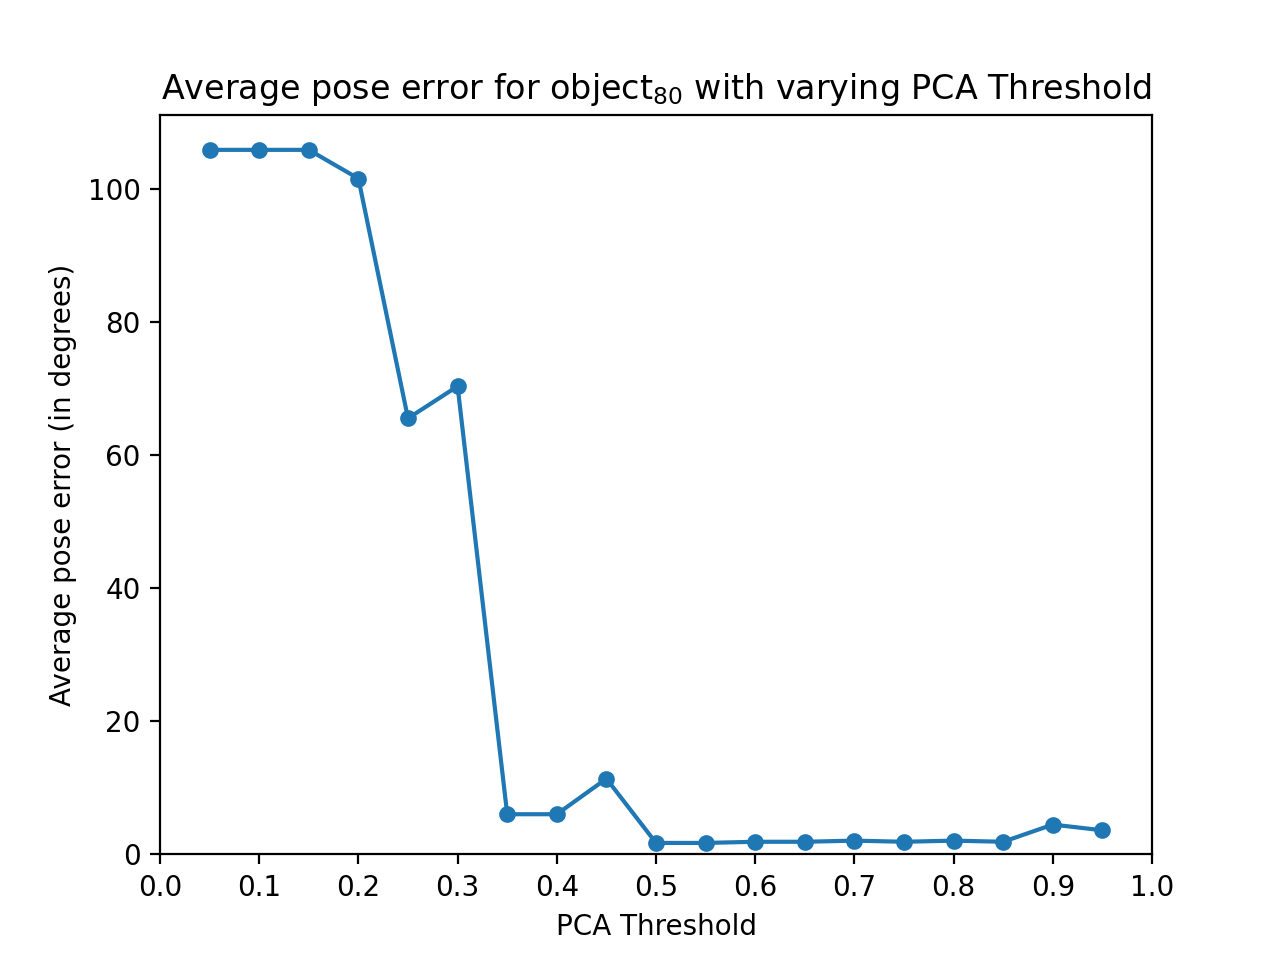 Average pose error for object₈₀ with varying PCA Threshold
Average pose error (in degrees)
100
80
60
40
20
0
0.0 0.1 0.2 0.3 0.4 0.5 0.6 0.7 0.8 0.9 1.0
PCA Threshold